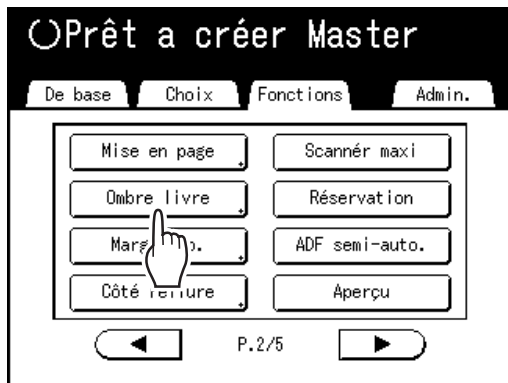 Prêt a créer Master
De base Choix Fonctions Admin.
Mise en page Scannér maxi
Ombre livre Réservation
ADF semi-auto.
Côté Aperçu
P.2/5